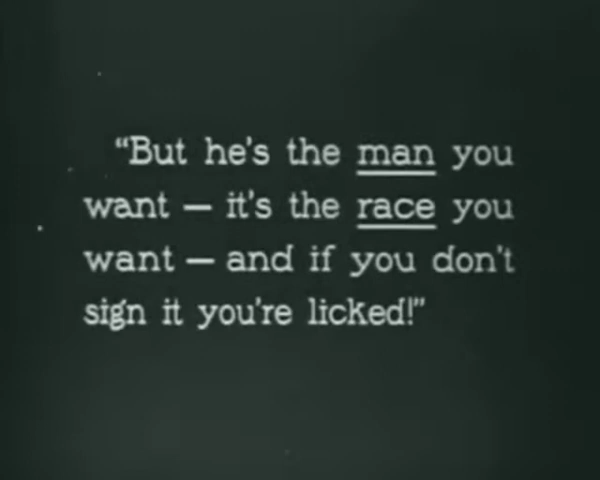 “But he's the man you
want — it's the race you
want — and if you don't
sign it you're licked!”